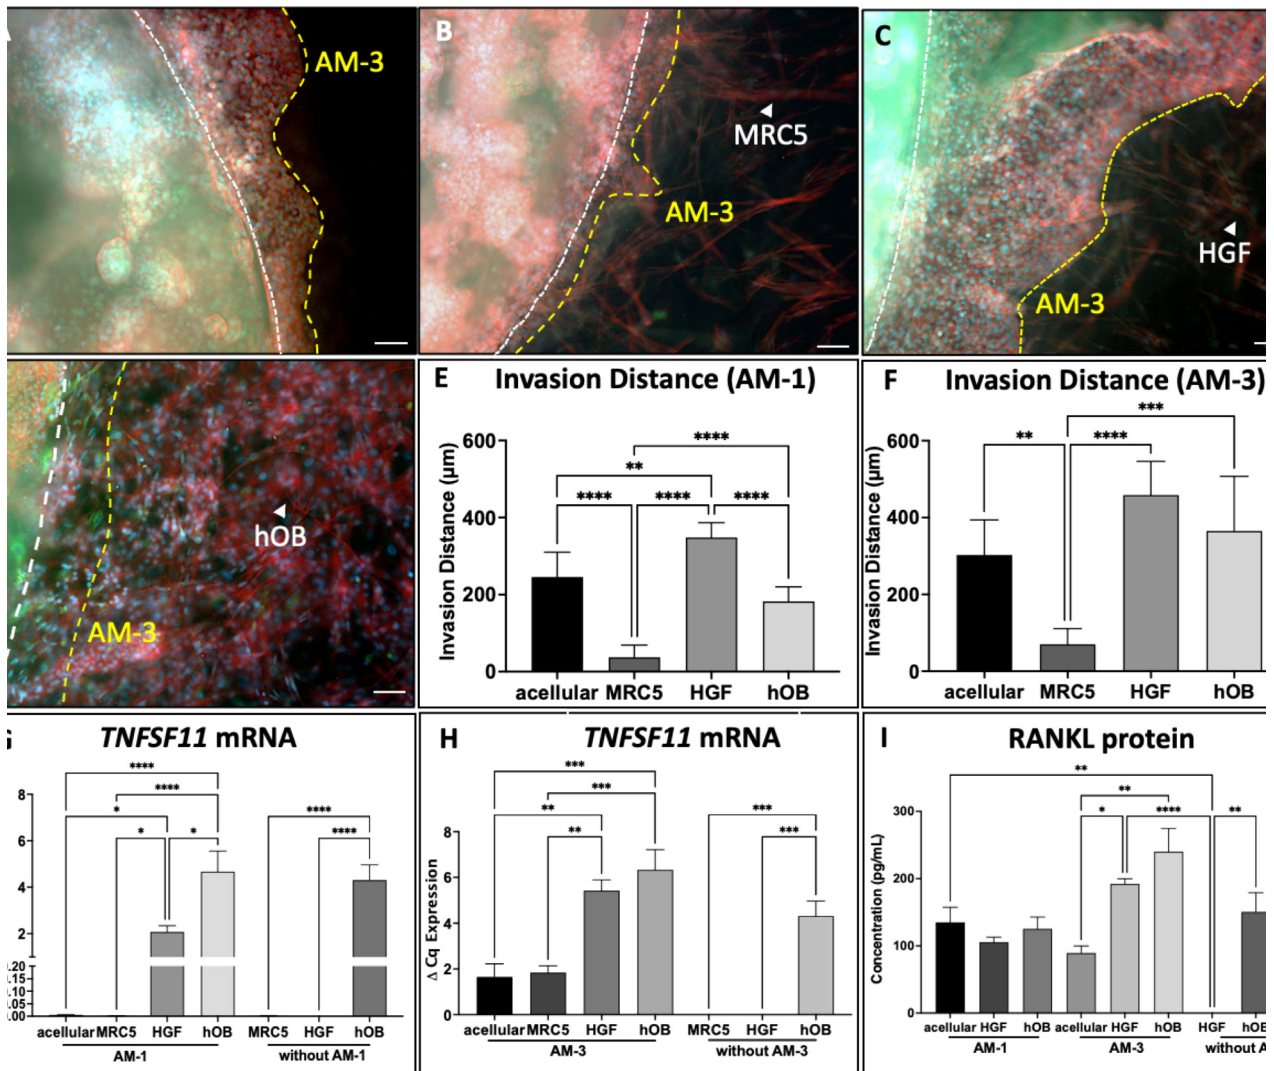 AM-3
B
MRC5
AM-3
C
HGF
AM-3
hOB
AM-3
E Invasion Distance (AM-1)
Invasion Distance (μm)
600
400
200
0
**** 
**
**** **** ****
acellular MRC5 HGF hOB
F Invasion Distance (AM-3)
Invasion Distance (μm)
600
400
200
0
***
** ****
acellular MRC5 HGF hOB
TNFSF11 mRNA
8
6
4
2
****
****
* ****
* * ****
acellular MRC5 HGF hOB MRC5 HGF hOB
AM-1 without AM-1
H TNFSF11 mRNA
Δ Cq Expression
8
6
4
2
0
***
***
** ***
** ***
acellular MRC5 HGF hOB MRC5 HGF hOB
AM-3 without AM-3
I RANKL protein
Concentration (pg/mL)
300
200
100
0
**
**
* **** **
acellular HGF hOB acellular HGF hOB HGF hOB
AM-1 AM-3 without A